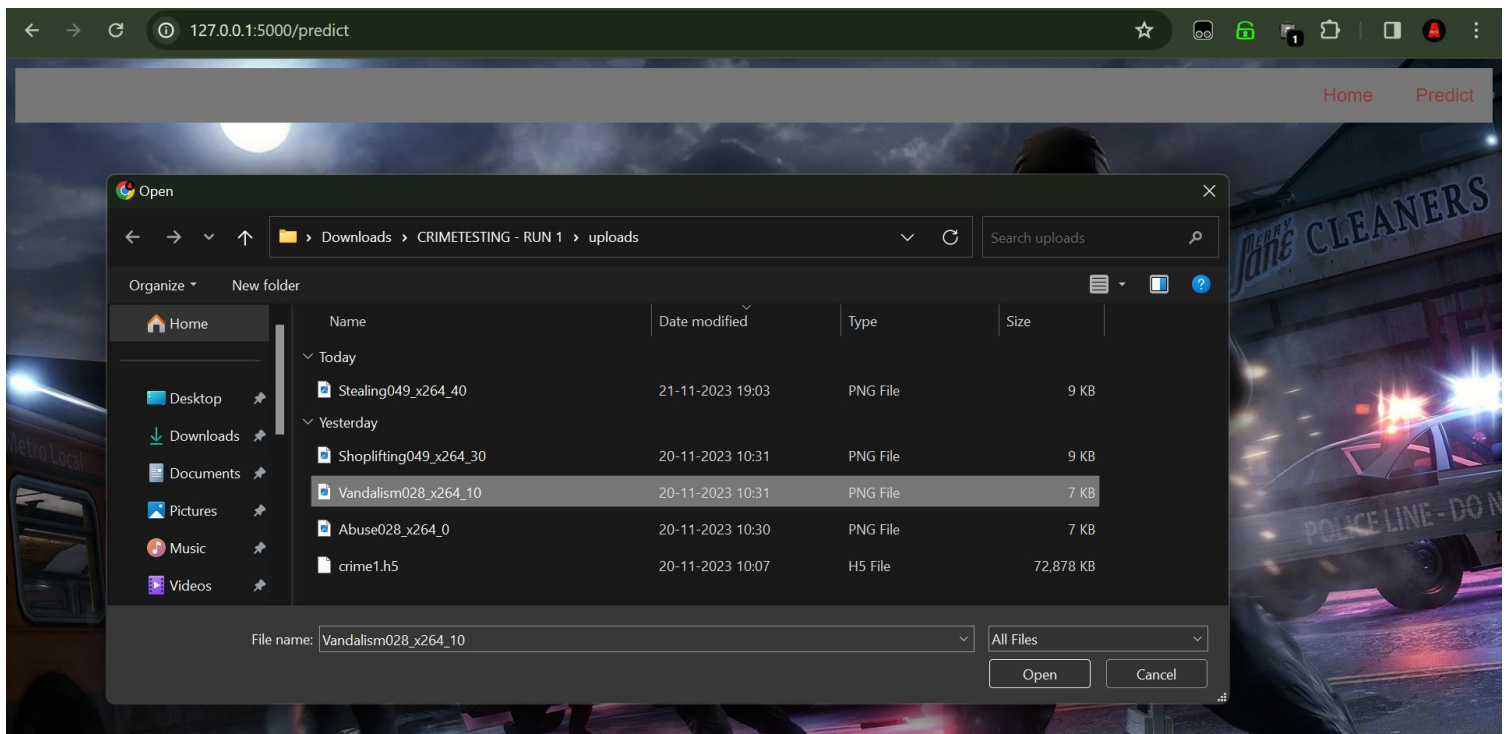 127.0.0.1:5000/predict
1
Home Predict
Open
Downloads > CRIMETESTING - RUN 1 > uploads
Search uploads
Organize New folder
Home
Desktop
Downloads
Documents
Pictures
Music
Videos
Name Date modified Type Size
Today
Stealing049_x264_40 21-11-2023 19:03 PNG File 9 KB
Yesterday
Shoplifting049_x264_30 20-11-2023 10:31 PNG File 9 KB
Vandalism028_x264_10 20-11-2023 10:31 PNG File 7 KB
Abuse028_x264_0 20-11-2023 10:30 PNG File 7 KB
crime1.h5 20-11-2023 10:07 H5 File 72,878 KB
File name: Vandalism028_x264_10 All Files
Open Cancel
MERRY Jane CLEANERS
Metro Local
POLICE LINE - DO N